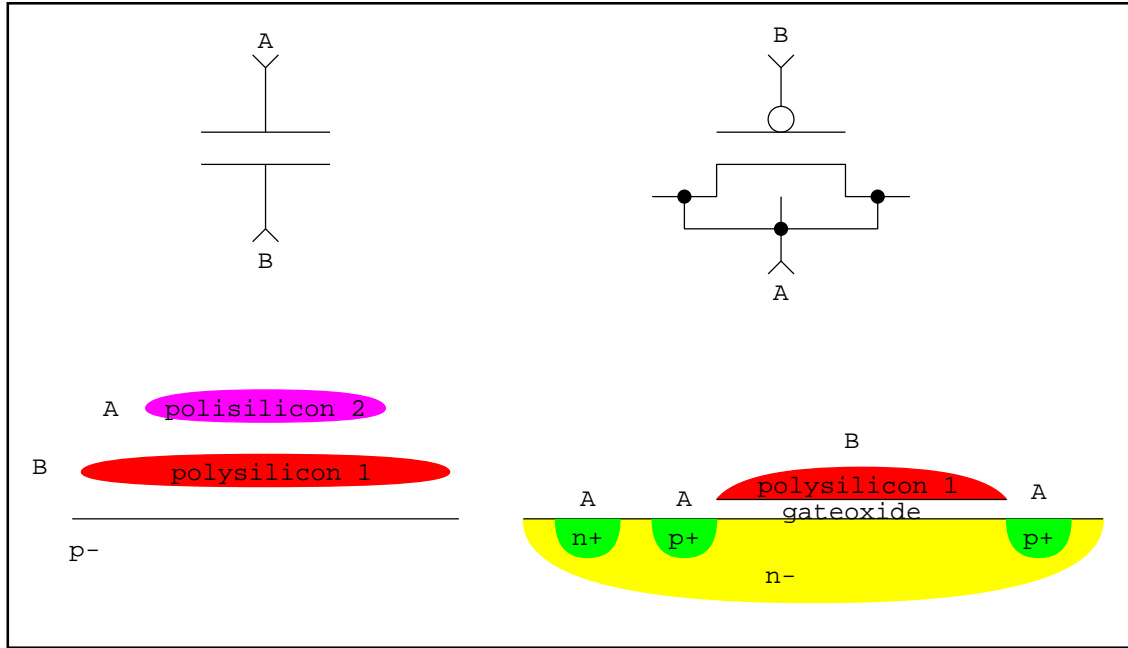 A
B
B
A
A
polisilicon 2
B
polysilicon 1
p-
B
polysilicon 1
A
A
A
gateoxide
n+
p+
p+
n-